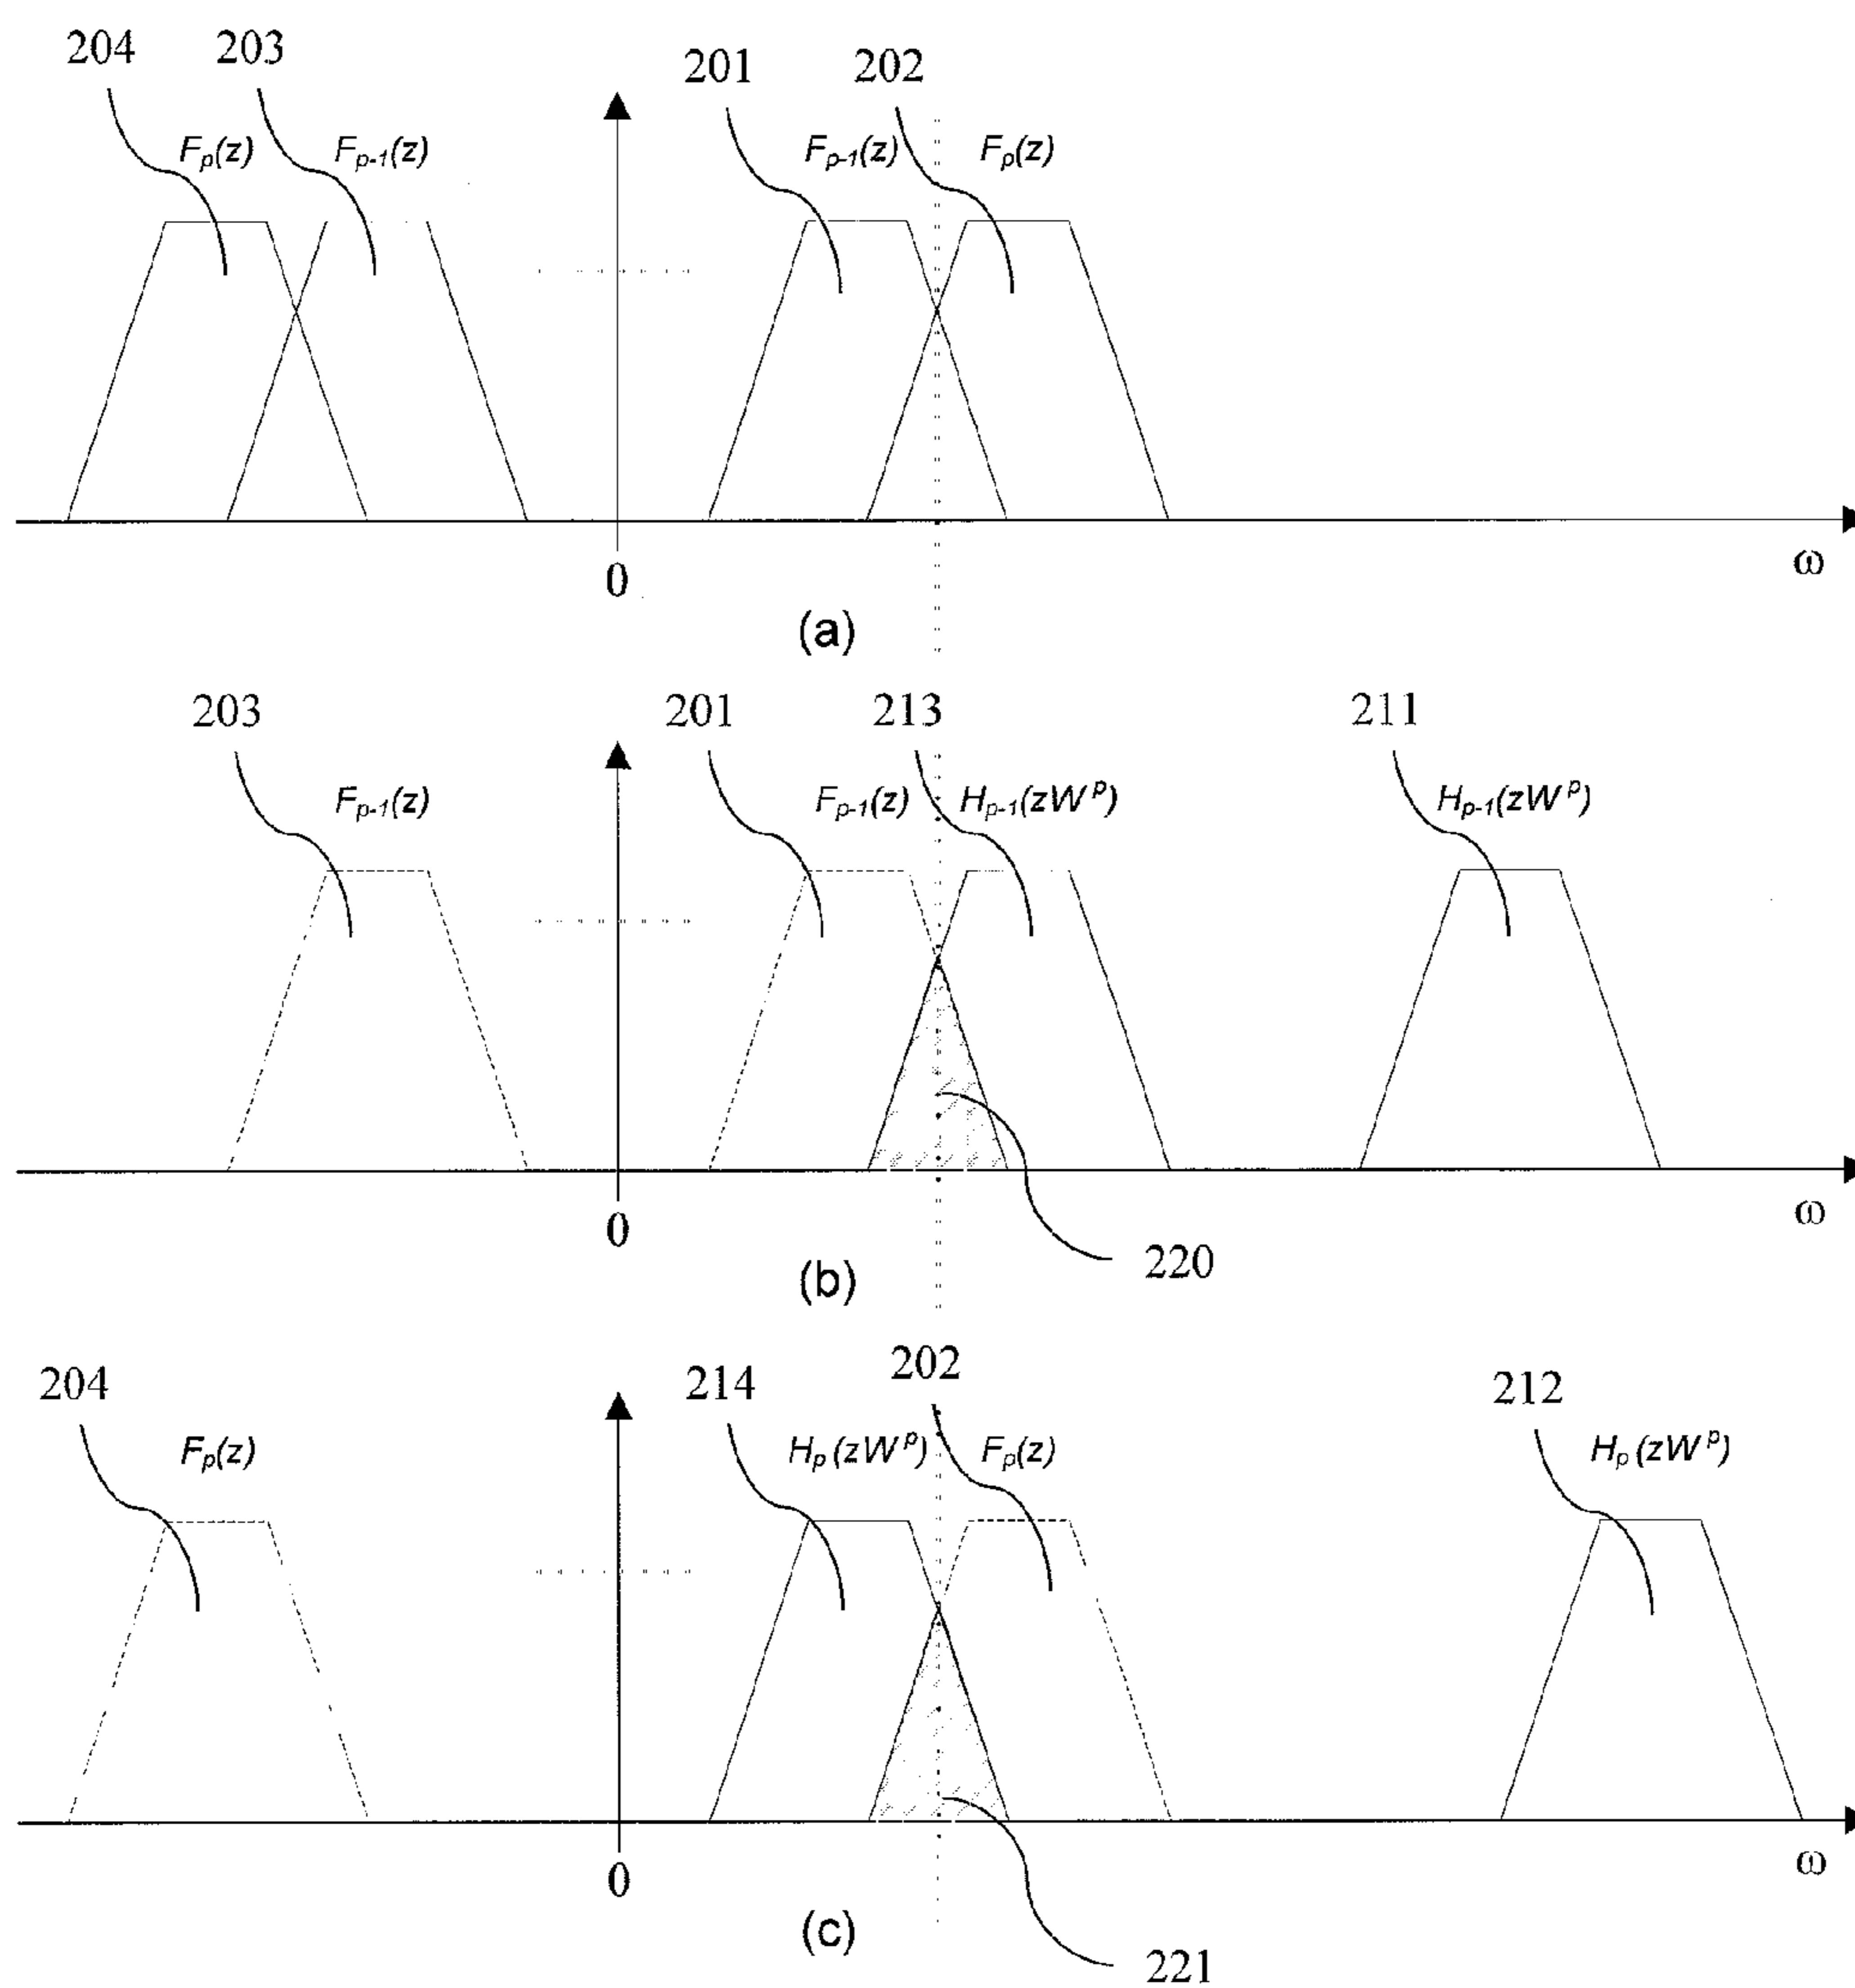 204 203 201 202
Fp(z) Fp-1(z) Fp-1(z) Fp(z)
0 ω
(a)
203 201 213 211
Fp-1(z) Fp-1(z) Hp-1(zW^p) Hp-1(zW^p)
0 ω
220
(b)
204 214 202 212
Fp(z) Hp(zW^p) Fp(z) Hp(zW^p)
0 ω
(c)
221